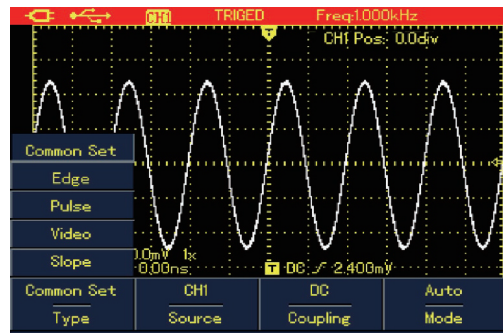 CH1 TRIGED Freq:1.000kHz
T
CH1 Pos: 0.0div
Common Set
Edge
Pulse
Video
Slope
0.0mV 1x
0.00ns
T DC 2.400mV
Common Set CH1 DC Auto
Type Source Coupling Mode